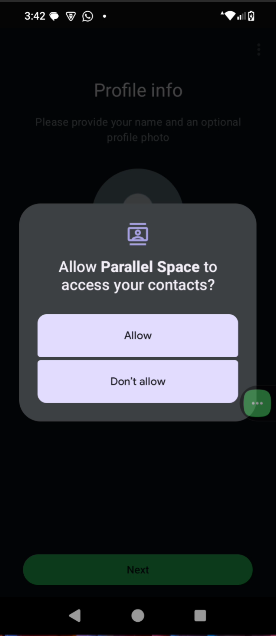 3:42
Profile info
Please provide your name and an optional
profile photo
Allow Parallel Space to
access your contacts?
Allow
Don't allow
Next